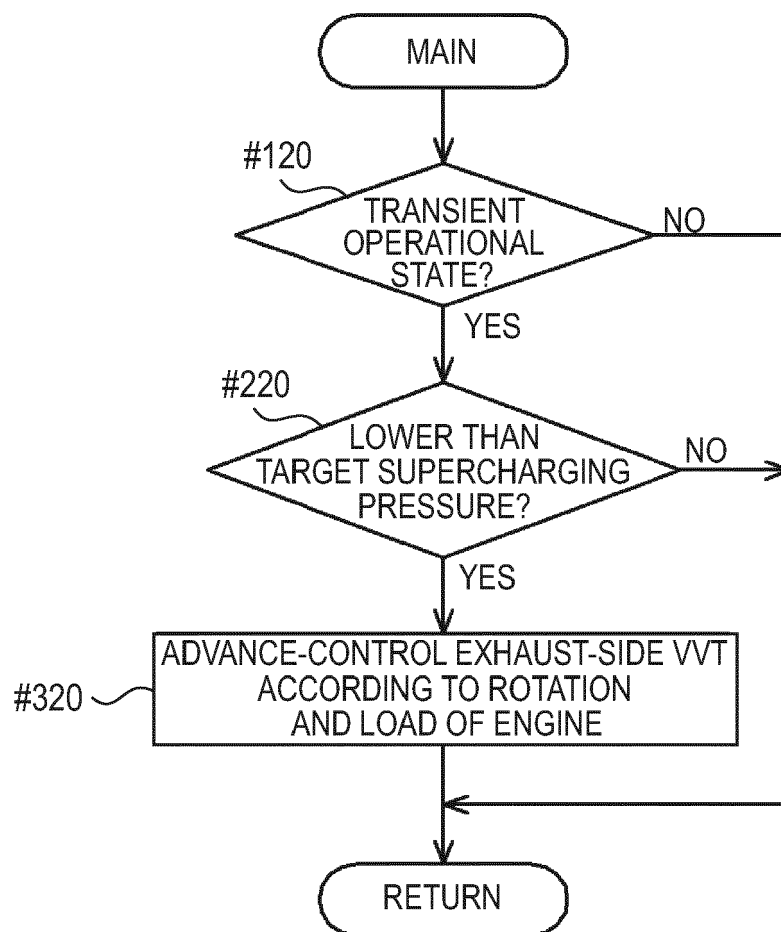 MAIN
#120
TRANSIENT
OPERATIONAL
STATE?
NO
YES
#220
LOWER THAN
TARGET SUPERCHARGING
PRESSURE?
NO
YES
#320
ADVANCE-CONTROL EXHAUST-SIDE VVT
ACCORDING TO ROTATION
AND LOAD OF ENGINE
RETURN